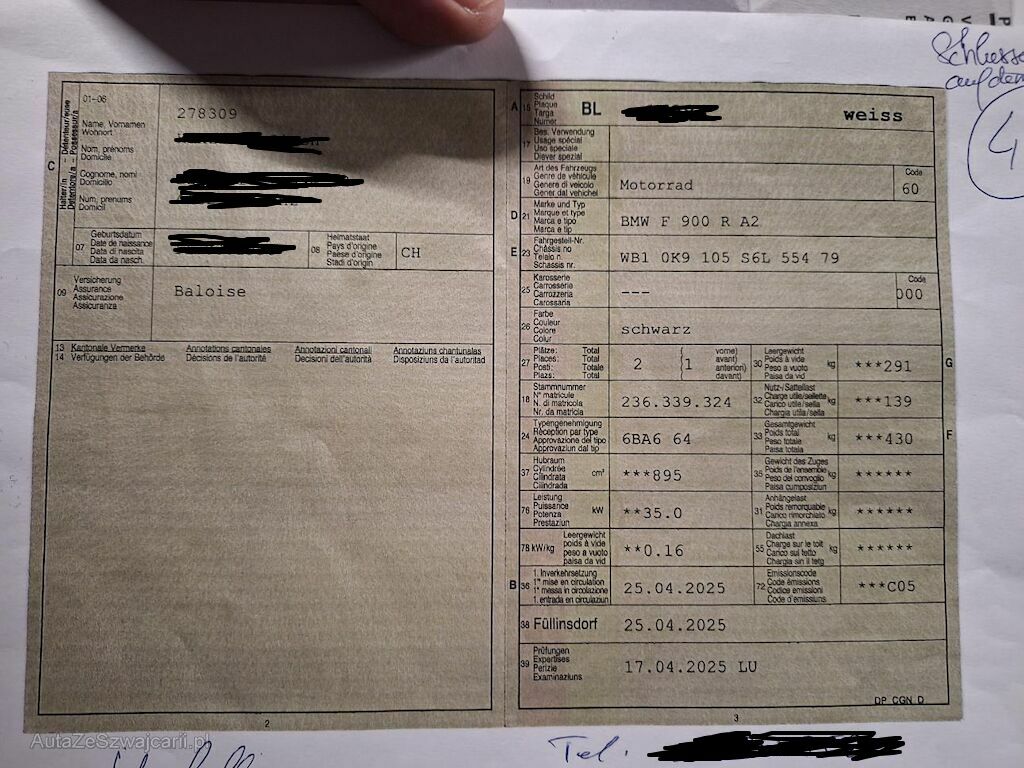 Schlüssel
auf dem
4
C
Halter/in – Détenteur/euse
Detentore/a – Possessur/a
01-06
Name, Vornamen
Wohnort
Nom, prénoms
Domicile
Cognome, nomi
Domicilio
Num, prenums
Domicil
278309
07
Geburtsdatum
Date de naissance
Data di nascita
Data da nasch.
08
Heimatstaat
Pays d'origine
Paese d'origine
Stadi d'origin
CH
09
Versicherung
Assurance
Assicurazione
Assicuranza
Baloise
13 Kantonale Vermerke Annotations cantonales Annotazioni cantonali Annotaziuns chantunales
14 Verfügungen der Behörde Décisions de l'autorité Decisioni dell'autorità Disposiziuns da l'autoritad
2
A
15
Schild
Plaque
Targa
Numer
BL
weiss
17
Bes. Verwendung
Usage spécial
Uso speciale
Diever spezial
19
Art des Fahrzeugs
Genre de véhicule
Genere di veicolo
Gener dal vehichel
Motorrad
Code
60
D
21
Marke und Typ
Marque et type
Marca e tipo
Marca e tip
BMW F 900 R A2
E
23
Fahrgestell-Nr.
Châssis no
Telaio n.
Schassis nr.
WB1 0K9 105 S6L 554 79
25
Karosserie
Carrosserie
Carrozzeria
Carossaria
---
Code
000
26
Farbe
Couleur
Colore
Colur
schwarz
27
Plätze: Total
Places: Total
Posti: Totale
Plazs: Total
2
(1
vorne)
avant)
anteriori)
davant)
30
Leergewicht
Poids à vide
Peso a vuoto
Paisa da vid
kg
***291
G
18
Stammnummer
N° matricule
N. di matricola
Nr. da matricla
236.339.324
32
Nutz-/Sattellast
Charge utile/sellette
Carico utile/sella
Chargia utila/sella
kg
***139
24
Typengenehmigung
Réception par type
Approvazione del tipo
Approvaziun dal tip
6BA6 64
33
Gesamtgewicht
Poids total
Peso totale
Paisa totala
kg
***430
F
37
Hubraum
Cylindrée
Cilindrata
Cilindrada
cm³
***895
35
Gewicht des Zuges
Poids de l'ensemble
Peso del convoglio
Paisa cumposiziun
kg
******
76
Leistung
Puissance
Potenza
Prestaziun
kW
**35.0
31
Anhängelast
Poids remorquable
Carico rimorchiato
Chargia annexa
kg
******
78 kW/kg
Leergewicht
poids à vide
peso a vuoto
paisa da vid
**0.16
55
Dachlast
Charge sur le toit
Carico sul tetto
Chargia sin il tetg
kg
******
B
36
1. Inverkehrsetzung
1re mise en circulation
1a messa in circolazione
1. entrada en circulaziun
25.04.2025
72
Emissionscode
Code émissions
Codice emissioni
Code d'emissiuns
***C05
38 Füllinsdorf 25.04.2025
39
Prüfungen
Expertises
Perizie
Examinaziuns
17.04.2025 LU
DP CGN D
3
AutaZeSzwajcarii.pl
Tel: